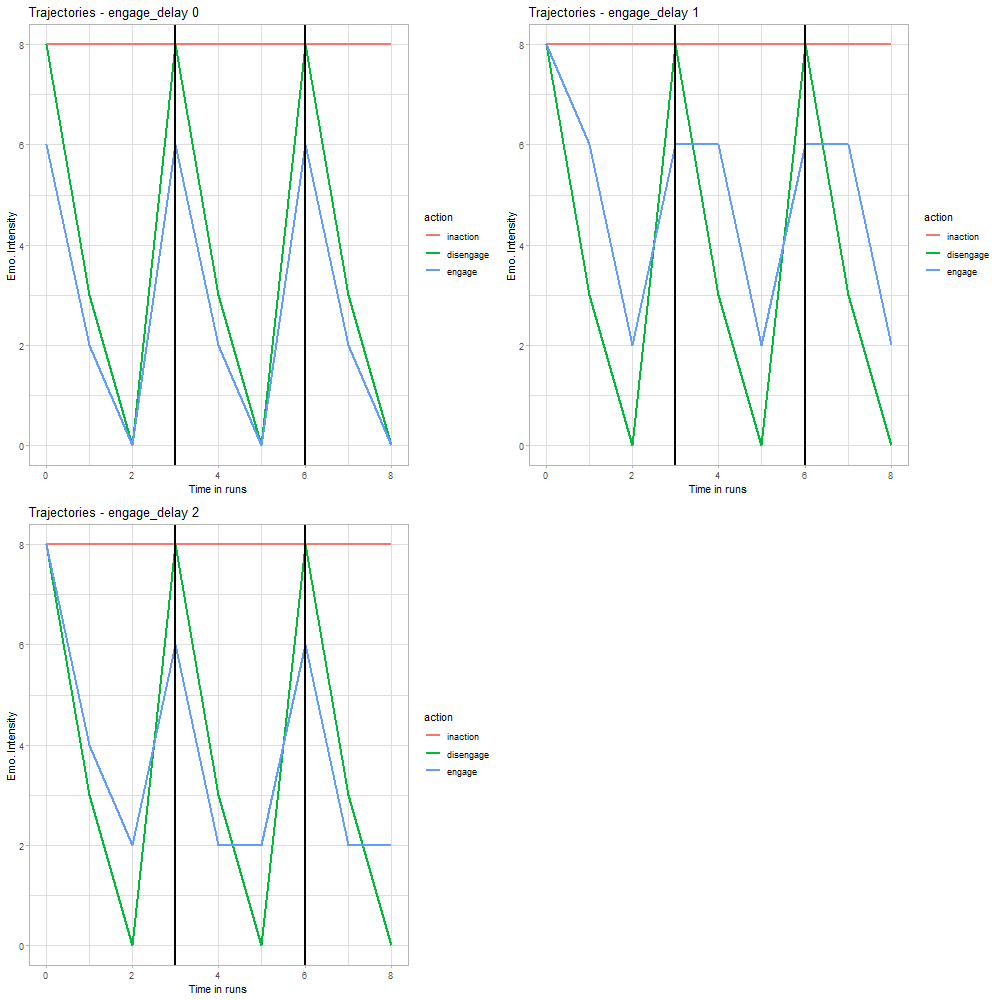 Trajectories - engage_delay 0
8
6
4
2
0
Emo. Intensity
0 2 4 6 8
Time in runs
action
inaction
disengage
engage
Trajectories - engage_delay 1
8
6
4
2
0
Emo. Intensity
0 2 4 6 8
Time in runs
action
inaction
disengage
engage
Trajectories - engage_delay 2
8
6
4
2
0
Emo. Intensity
0 2 4 6 8
Time in runs
action
inaction
disengage
engage